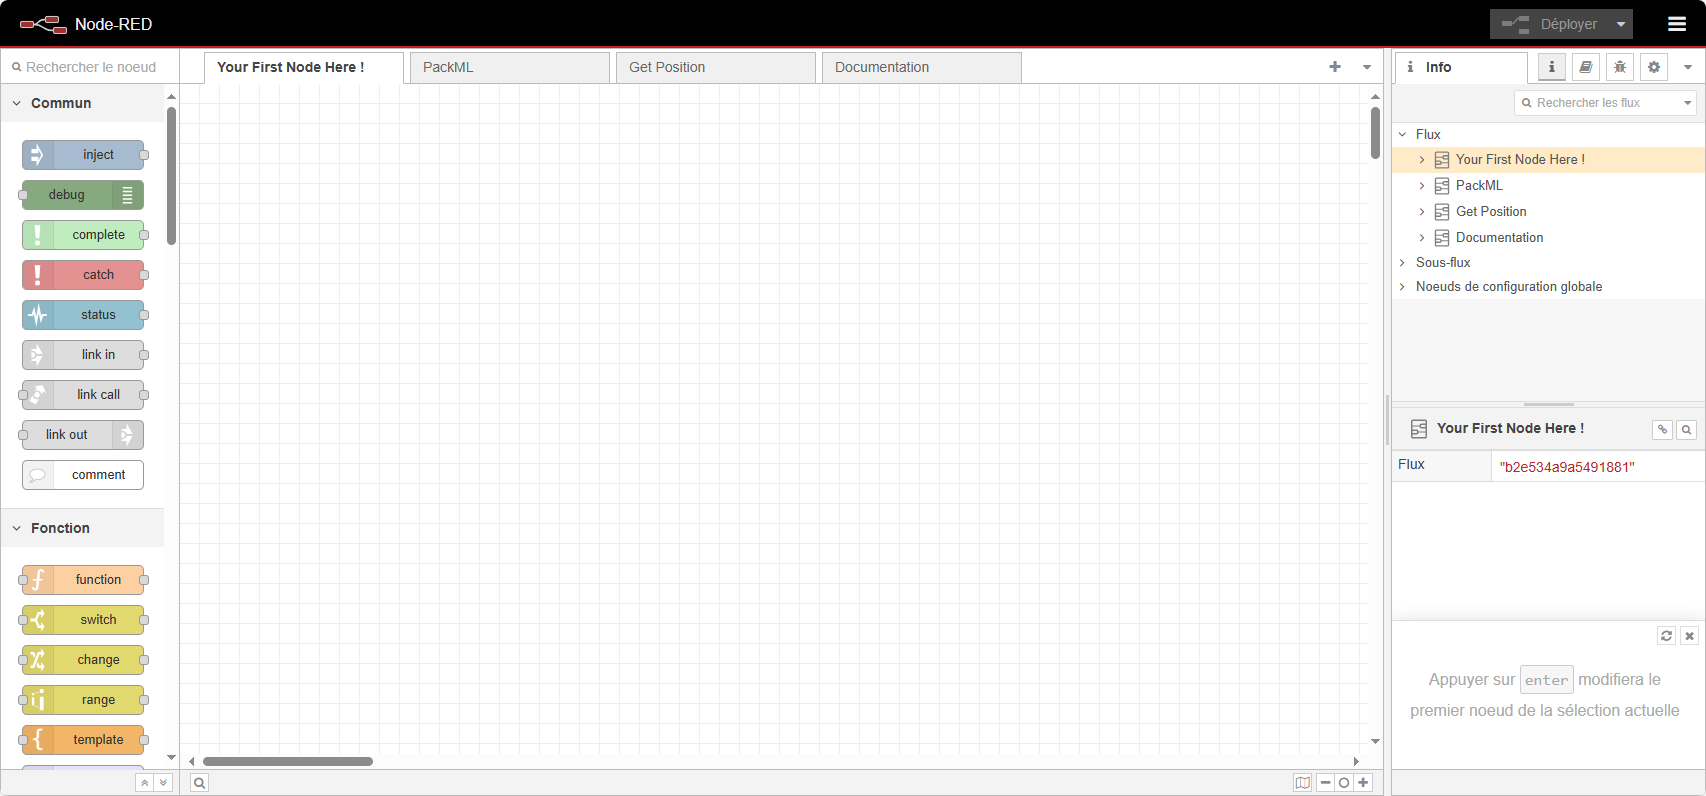 Node-RED
Déployer
Rechercher le noeud
Your First Node Here !
PackML
Get Position
Documentation
Info
Commun
inject
debug
complete
catch
status
link in
link call
link out
comment
Fonction
function
switch
change
range
template
Rechercher les flux
Flux
Your First Node Here !
PackML
Get Position
Documentation
Sous-flux
Noeuds de configuration globale
Your First Node Here !
Flux "b2e534a9a5491881"
Appuyer sur enter modifiera le
premier noeud de la sélection actuelle